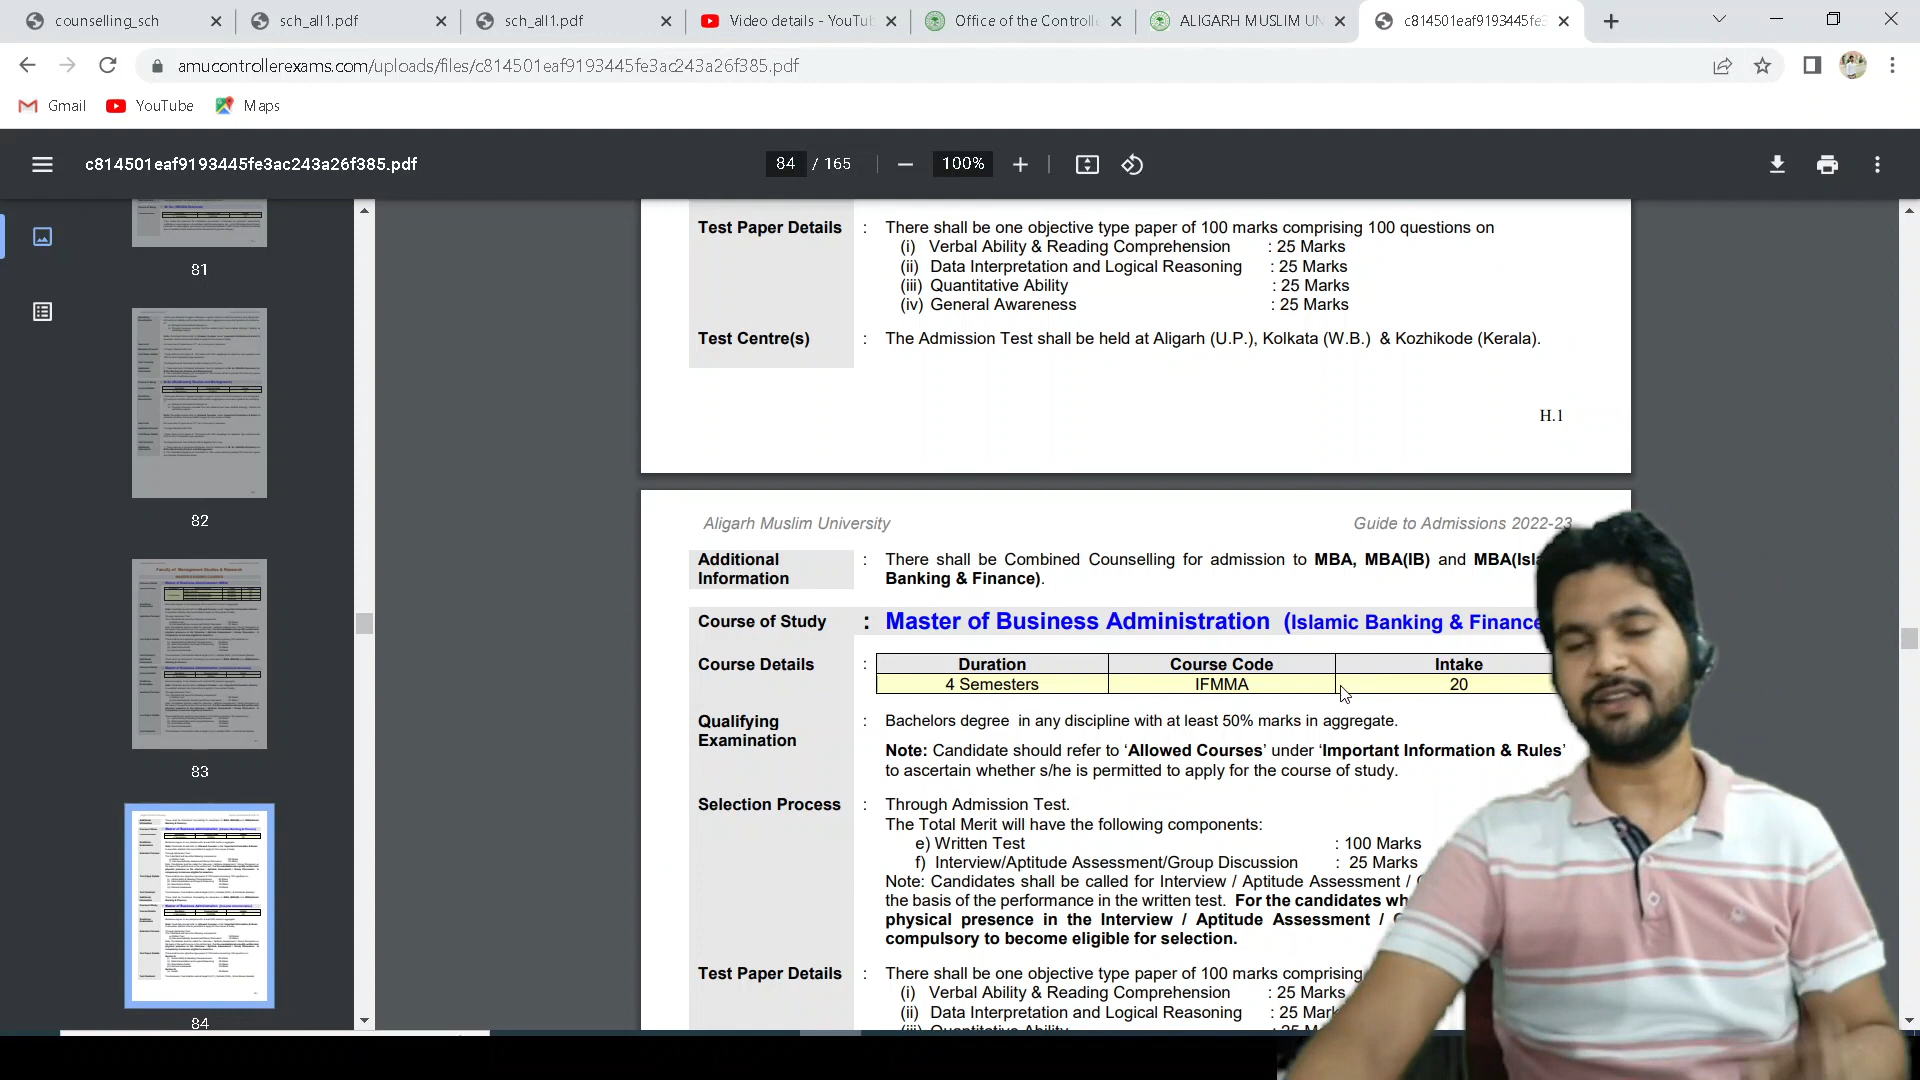 counselling_sch
sch_all1.pdf
sch_all1.pdf
Video details - YouTub
Office of the Controlle
ALIGARH MUSLIM UN
c814501eaf9193445fe3
amucontrollerexams.com/uploads/files/c814501eaf9193445fe3ac243a26f385.pdf
Gmail
YouTube
Maps
c814501eaf9193445fe3ac243a26f385.pdf
84 / 165
100%
81
82
83
84
Test Paper Details : There shall be one objective type paper of 100 marks comprising 100 questions on
(i) Verbal Ability & Reading Comprehension : 25 Marks
(ii) Data Interpretation and Logical Reasoning : 25 Marks
(iii) Quantitative Ability : 25 Marks
(iv) General Awareness : 25 Marks
Test Centre(s) : The Admission Test shall be held at Aligarh (U.P.), Kolkata (W.B.) & Kozhikode (Kerala).
H.1
Aligarh Muslim University Guide to Admissions 2022-23
Additional Information : There shall be Combined Counselling for admission to MBA, MBA(IB) and MBA(Isla
Banking & Finance).
Course of Study : Master of Business Administration (Islamic Banking & Finance
Course Details : Duration Course Code Intake
4 Semesters IFMMA 20
Qualifying Examination : Bachelors degree in any discipline with at least 50% marks in aggregate.
Note: Candidate should refer to ‘Allowed Courses’ under ‘Important Information & Rules’
to ascertain whether s/he is permitted to apply for the course of study.
Selection Process : Through Admission Test.
The Total Merit will have the following components:
e) Written Test : 100 Marks
f) Interview/Aptitude Assessment/Group Discussion : 25 Marks
Note: Candidates shall be called for Interview / Aptitude Assessment /
the basis of the performance in the written test. For the candidates wh
physical presence in the Interview / Aptitude Assessment /
compulsory to become eligible for selection.
Test Paper Details : There shall be one objective type paper of 100 marks comprising
(i) Verbal Ability & Reading Comprehension : 25 Marks
(ii) Data Interpretation and Logical Reasoning : 25 Mark
(iii) Quantitative Ability : 25 M